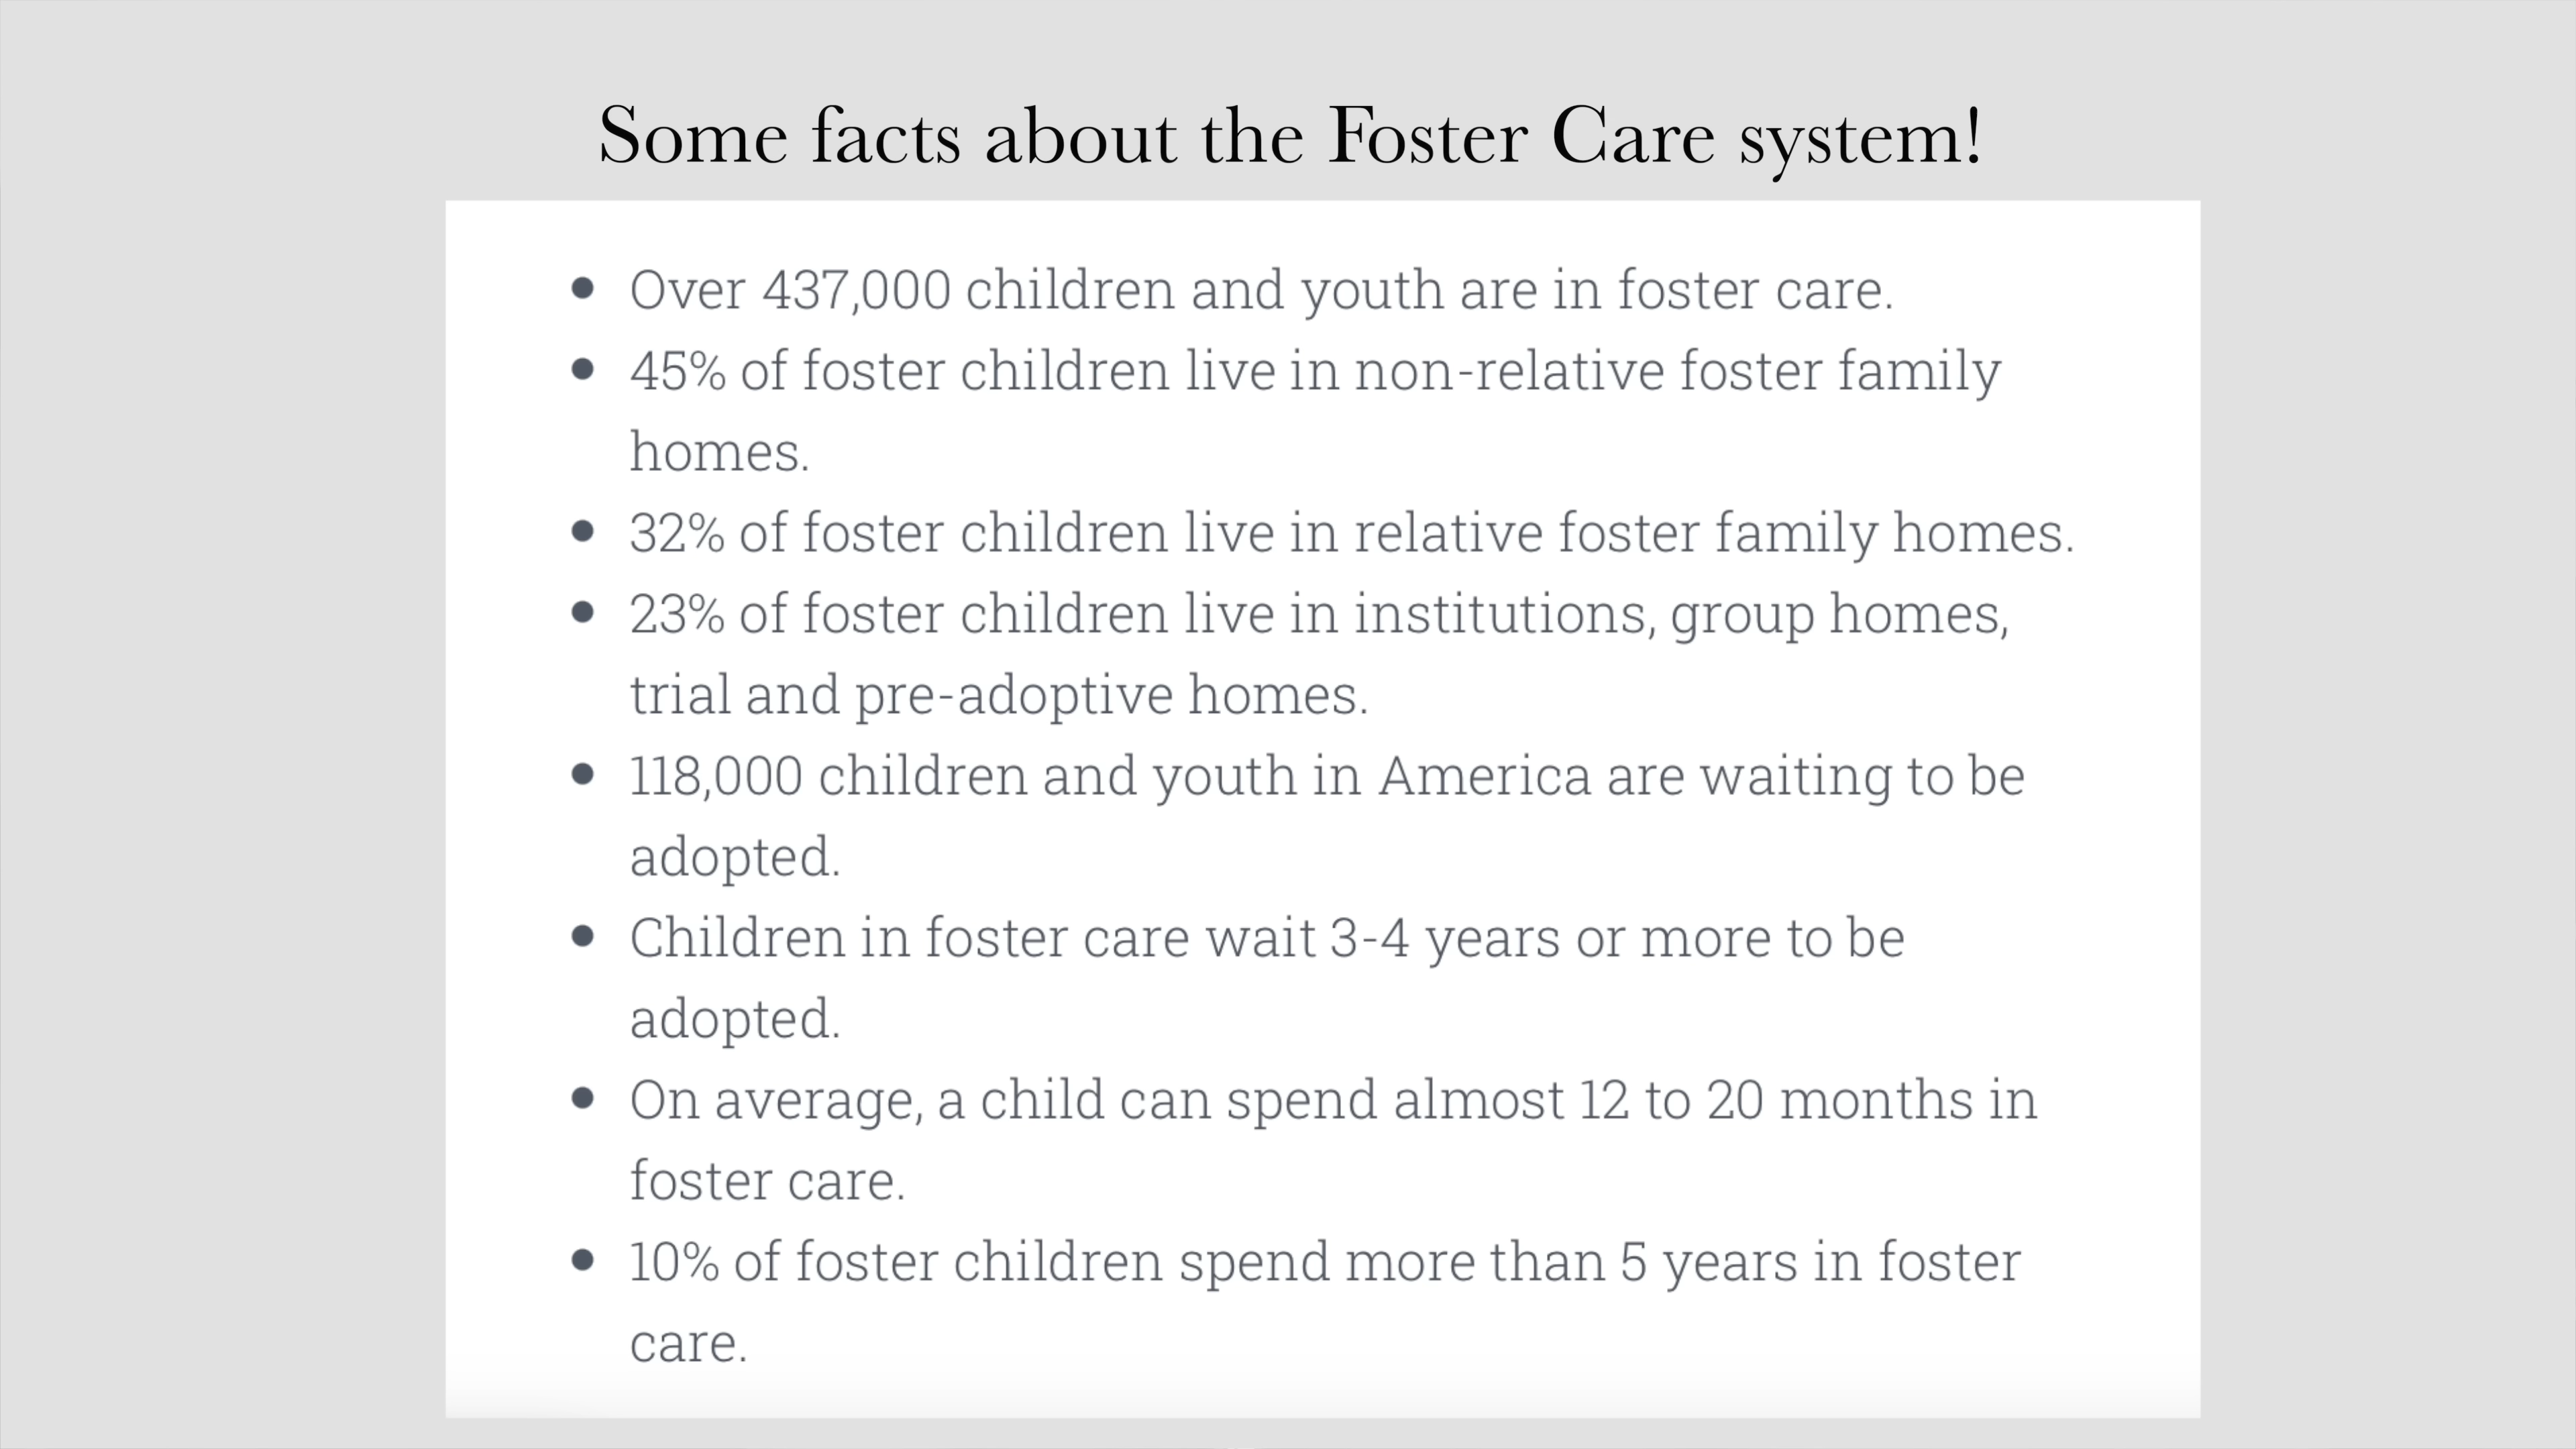 Some facts about the Foster Care system!
• Over 437,000 children and youth are in foster care.
• 45% of foster children live in non-relative foster family
homes.
• 32% of foster children live in relative foster family homes.
• 23% of foster children live in institutions, group homes,
trial and pre-adoptive homes.
• 118,000 children and youth in America are waiting to be
adopted.
• Children in foster care wait 3-4 years or more to be
adopted.
• On average, a child can spend almost 12 to 20 months in
foster care.
• 10% of foster children spend more than 5 years in foster
care.